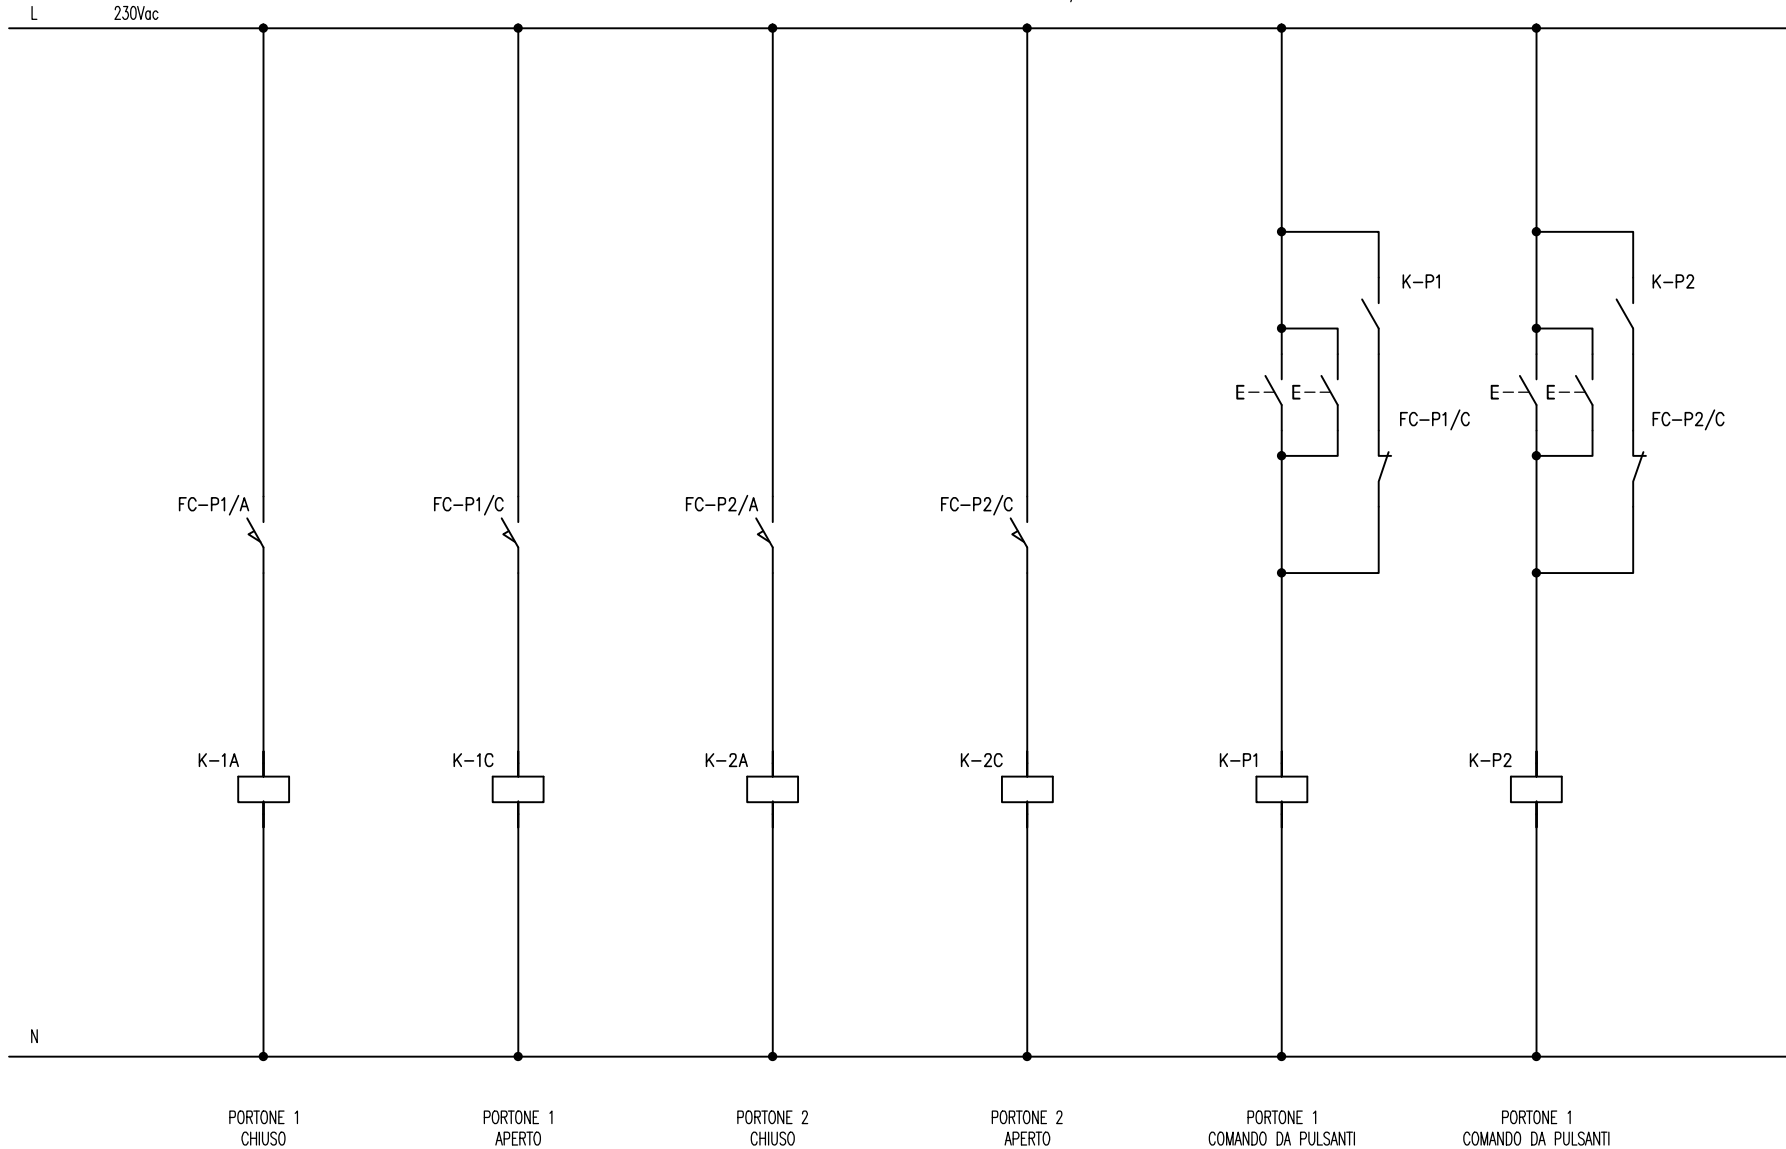 L 230Vac
K-P1
K-P2
E E E E
FC-P1/C
FC-P2/C
FC-P1/A
FC-P1/C
FC-P2/A
FC-P2/C
K-1A
K-1C
K-2A
K-2C
K-P1
K-P2
N
PORTONE 1
CHIUSO
PORTONE 1
APERTO
PORTONE 2
CHIUSO
PORTONE 2
APERTO
PORTONE 1
COMANDO DA PULSANTI
PORTONE 1
COMANDO DA PULSANTI